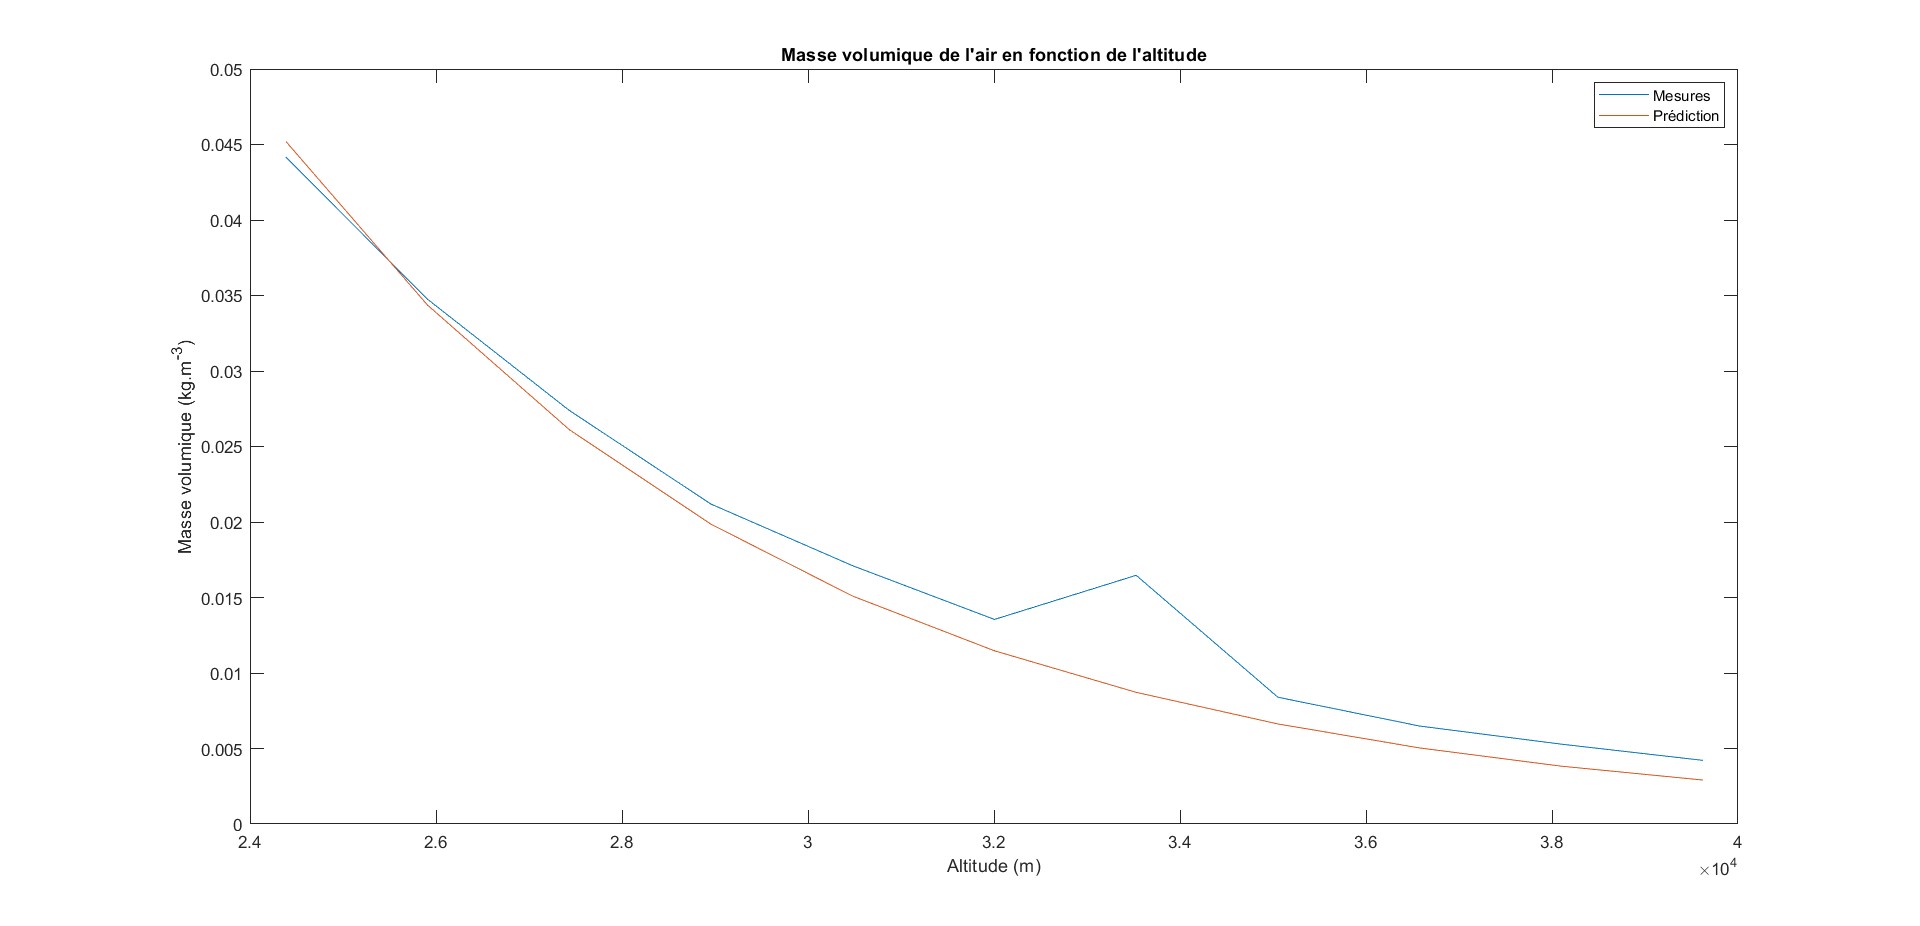 Masse volumique de l'air en fonction de l'altitude
Mesures
Prédiction
0.05
0.045
0.04
0.035
0.03
0.025
0.02
0.015
0.01
0.005
0
Masse volumique (kg.m⁻³)
2.4 2.6 2.8 3 3.2 3.4 3.6 3.8 4
Altitude (m)
×10⁴